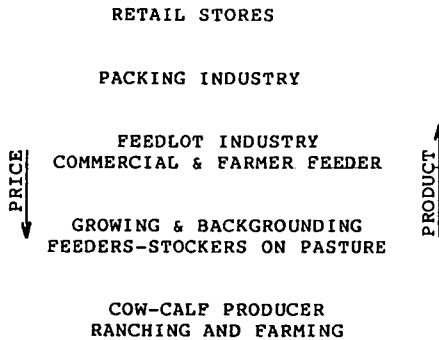 RETAIL STORES
PACKING INDUSTRY
FEEDLOT INDUSTRY
COMMERCIAL & FARMER FEEDER
PRICE
PRODUCT
GROWING & BACKGROUNDING
FEEDERS-STOCKERS ON PASTURE
COW-CALF PRODUCER
RANCHING AND FARMING